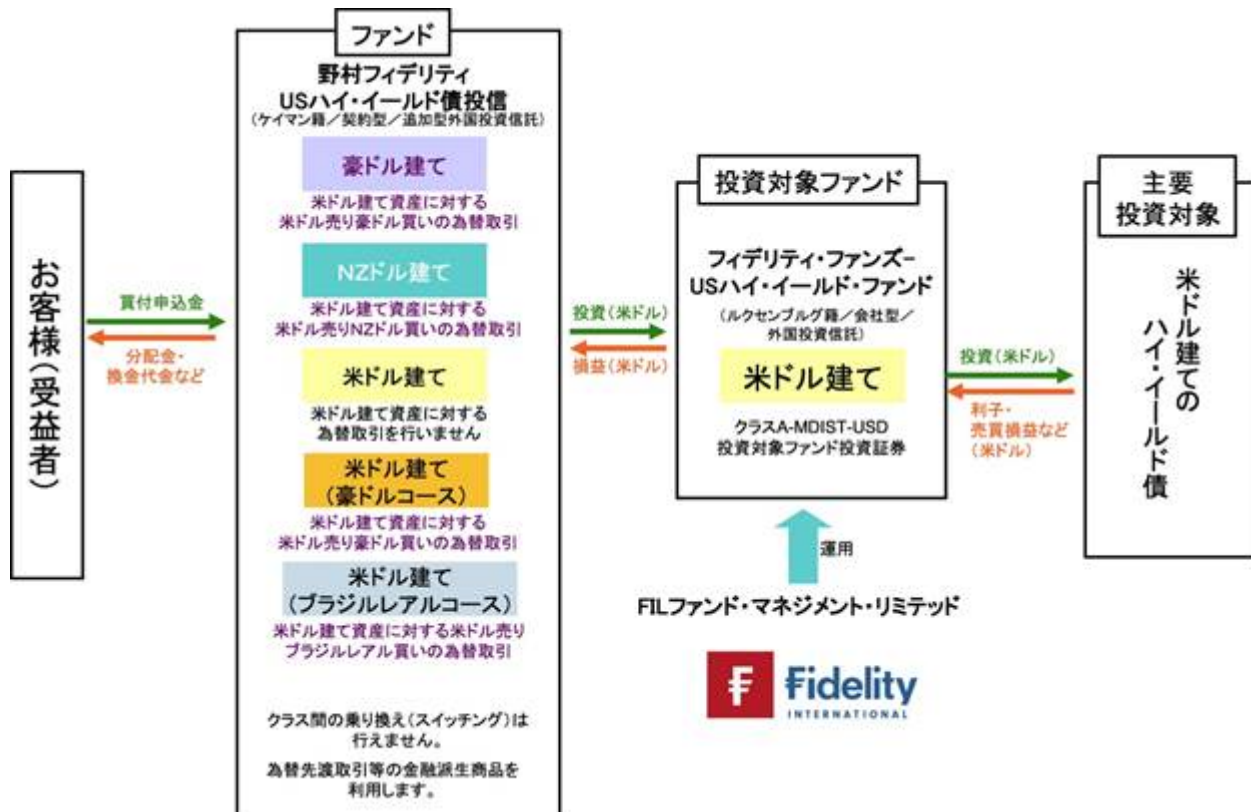 お客様(受益者)
買付申込金
分配金・
換金代金など
ファンド
野村フィデリティ
USハイ・イールド債投信
(ケイマン籍/契約型/追加型外国投資信託)
豪ドル建て
米ドル建て資産に対する
米ドル売り豪ドル買いの為替取引
NZドル建て
米ドル建て資産に対する
米ドル売りNZドル買いの為替取引
米ドル建て
米ドル建て資産に対する
為替取引を行いません
米ドル建て
(豪ドルコース)
米ドル建て資産に対する
米ドル売り豪ドル買いの為替取引
米ドル建て
(ブラジルレアルコース)
米ドル建て資産に対する米ドル売り
ブラジルレアル買いの為替取引
クラス間の乗り換え(スイッチング)は
行えません。
為替先渡取引等の金融派生商品を
利用します。
投資(米ドル)
損益(米ドル)
投資対象ファンド
フィデリティ・ファンズ-
USハイ・イールド・ファンド
(ルクセンブルグ籍/会社型/
外国投資信託)
米ドル建て
クラスA-MDIST-USD
投資対象ファンド投資証券
運用
FILファンド・マネジメント・リミテッド
Fidelity
INTERNATIONAL
投資(米ドル)
利子・
売買損益など
(米ドル)
主要
投資対象
米ドル建ての
ハイ・イールド債